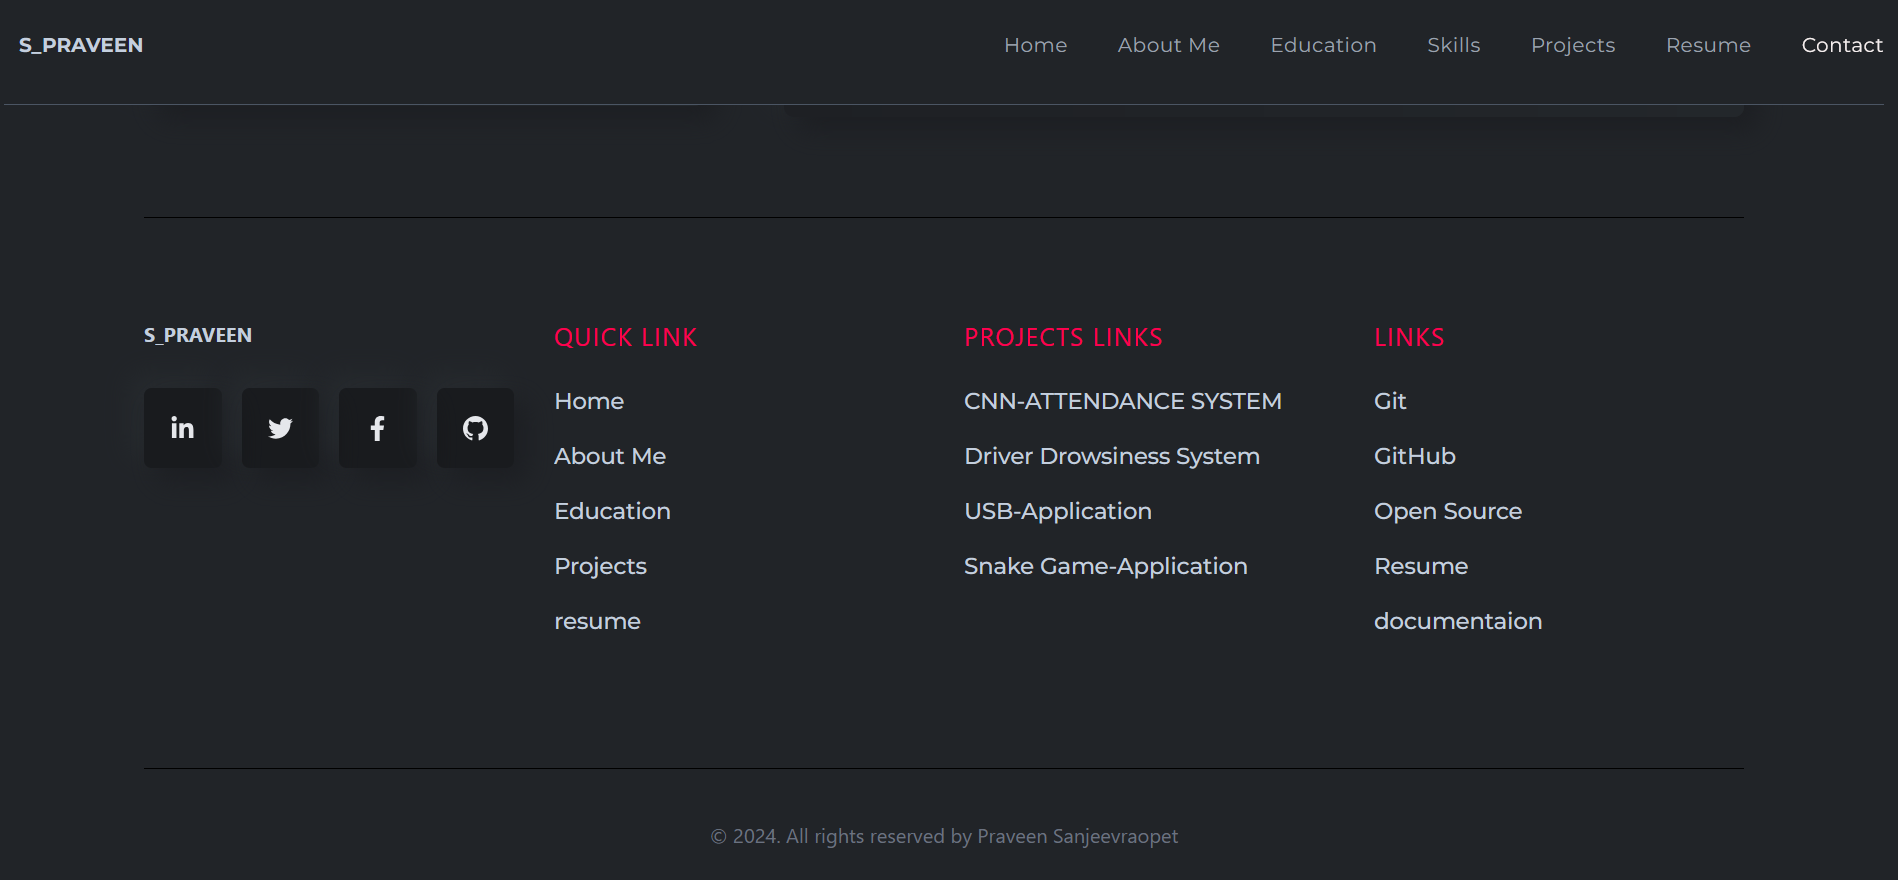 S_PRAVEEN
Home About Me Education Skills Projects Resume Contact
S_PRAVEEN
QUICK LINK
Home
About Me
Education
Projects
resume
PROJECTS LINKS
CNN-ATTENDANCE SYSTEM
Driver Drowsiness System
USB-Application
Snake Game-Application
LINKS
Git
GitHub
Open Source
Resume
documentaion
© 2024. All rights reserved by Praveen Sanjeevraopet